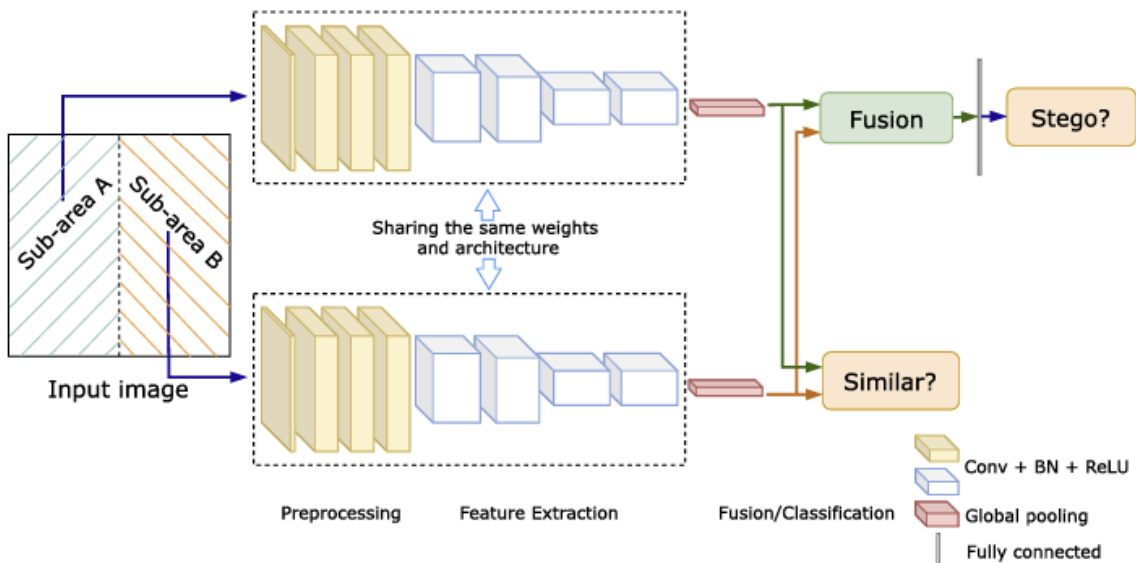 Sub-area A
Sub-area B
Input image
Sharing the same weights
and architecture
Fusion
Stego?
Similar?
Preprocessing
Feature Extraction
Fusion/Classification
Conv + BN + ReLU
Global pooling
Fully connected